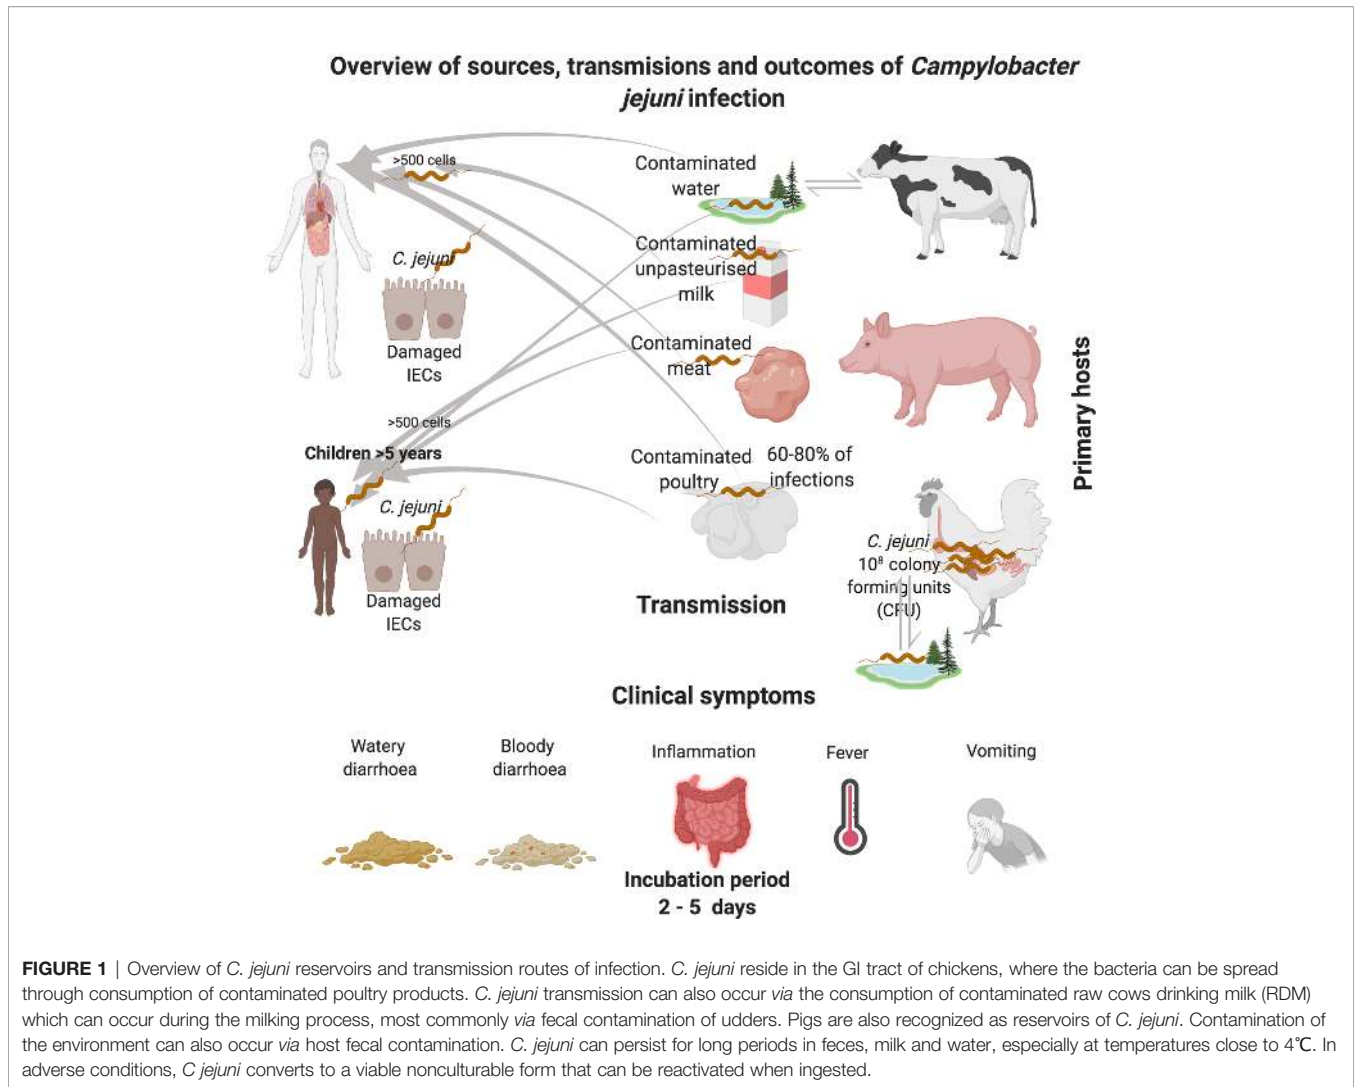 Overview of sources, transmisions and outcomes of Campylobacter
jejuni infection
>500 cells
C. jejuni
Damaged
IECs
>500 cells
Children >5 years
C. jejuni
Damaged
IECs
Contaminated
water
Contaminated
unpasteurised
milk
Contaminated
meat
Contaminated
poultry
60-80% of
infections
Transmission
Primary hosts
C. jejuni
10⁸ colony
forming units
(CFU)
Clinical symptoms
Watery
diarrhoea
Bloody
diarrhoea
Inflammation
Fever
Vomiting
Incubation period
2 - 5 days
FIGURE 1 | Overview of C. jejuni reservoirs and transmission routes of infection. C. jejuni reside in the GI tract of chickens, where the bacteria can be spread
through consumption of contaminated poultry products. C. jejuni transmission can also occur via the consumption of contaminated raw cows drinking milk (RDM)
which can occur during the milking process, most commonly via fecal contamination of udders. Pigs are also recognized as reservoirs of C. jejuni. Contamination of
the environment can also occur via host fecal contamination. C. jejuni can persist for long periods in feces, milk and water, especially at temperatures close to 4℃. In
adverse conditions, C jejuni converts to a viable nonculturable form that can be reactivated when ingested.